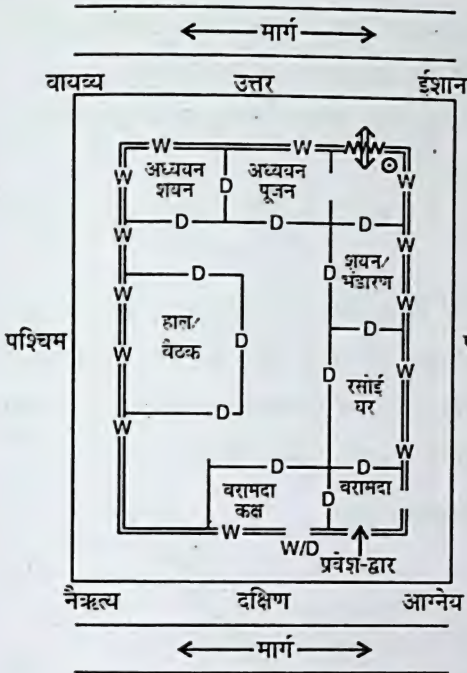 मार्ग
वायव्य उत्तर ईशान
W W W
अध्ययन शयन D अध्ययन पूजन W
D D D
W W
D D शयन/ भंडारण
W W
हाल/ बैठक D D
पश्चिम
W रसोई घर W
D D
W W
D D
वरामदा कक्ष D वरामदा
W W/D प्रवेश-द्वार
नैऋत्य दक्षिण आग्नेय
मार्ग